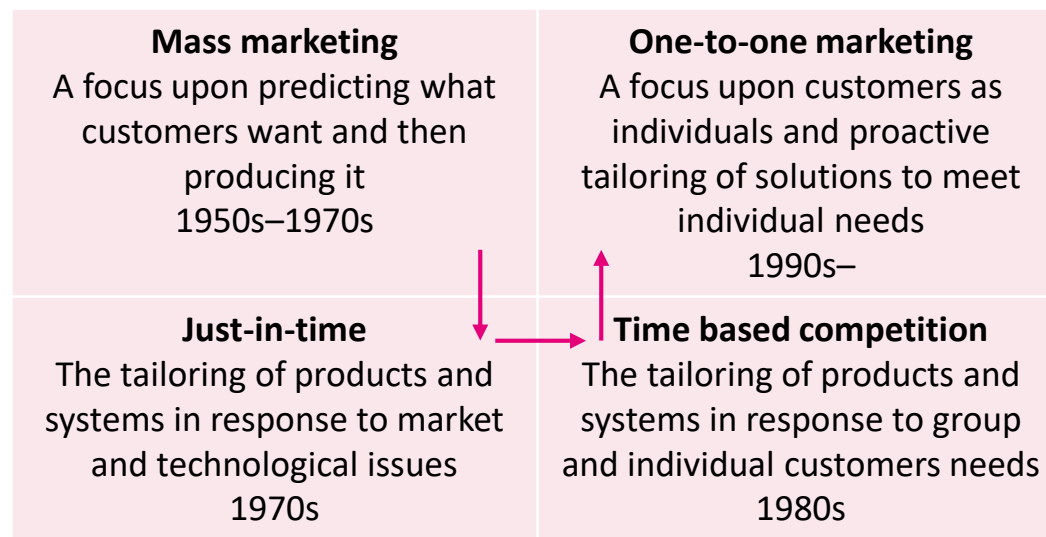 Mass marketing
A focus upon predicting what
customers want and then
producing it
1950s–1970s
One-to-one marketing
A focus upon customers as
individuals and proactive
tailoring of solutions to meet
individual needs
1990s–
Just-in-time
The tailoring of products and
systems in response to market
and technological issues
1970s
Time based competition
The tailoring of products and
systems in response to group
and individual customers needs
1980s